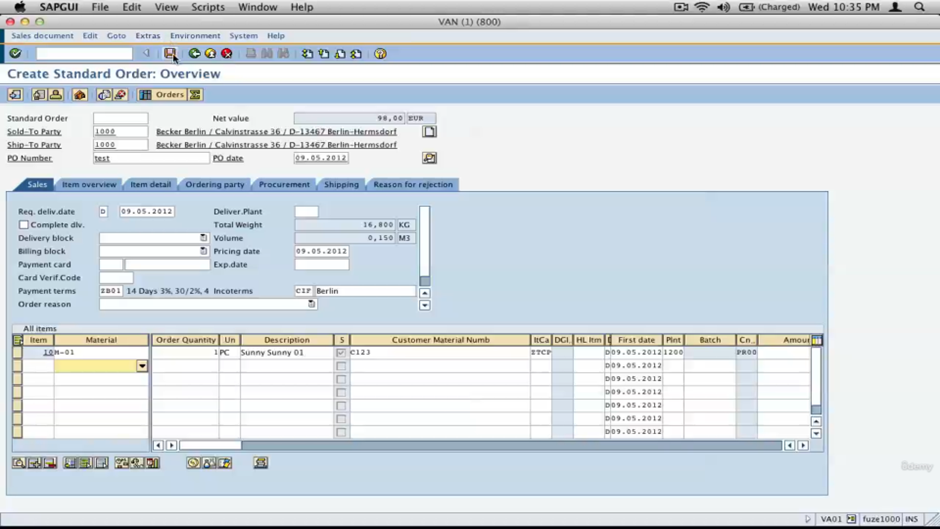 SAPGUI File Edit View Scripts Window Help (Charged) Wed 10:35 PM
VAN (1) (800)
Sales document Edit Goto Extras Environment System Help
Create Standard Order: Overview
Orders
Standard Order Net value 98,00 EUR
Sold-To Party 1000 Becker Berlin / Calvinstrasse 36 / D-13467 Berlin-Hermsdorf
Ship-To Party 1000 Becker Berlin / Calvinstrasse 36 / D-13467 Berlin-Hermsdorf
PO Number test PO date 09.05.2012
Sales Item overview Item detail Ordering party Procurement Shipping Reason for rejection
Req. deliv.date D 09.05.2012 Deliver.Plant
Complete dlv. Total Weight 16,800 KG
Delivery block Volume 0,150 M3
Billing block Pricing date 09.05.2012
Payment card Exp.date
Card Verif.Code
Payment terms ZB01 14 Days 3%, 30/2%, 4 Incoterms CIF Berlin
Order reason
All items
Item Material Order Quantity Un Description S Customer Material Numb ItCa DGI. HL Itm D First date Plnt Batch Cn.. Amou
10 M-01 1 PC Sunny Sunny 01 C123 ZTCP D 09.05.2012 1200 PR00
D 09.05.2012
D 09.05.2012
D 09.05.2012
D 09.05.2012
D 09.05.2012
D 09.05.2012
Udemy
VA01 fuze1000 INS